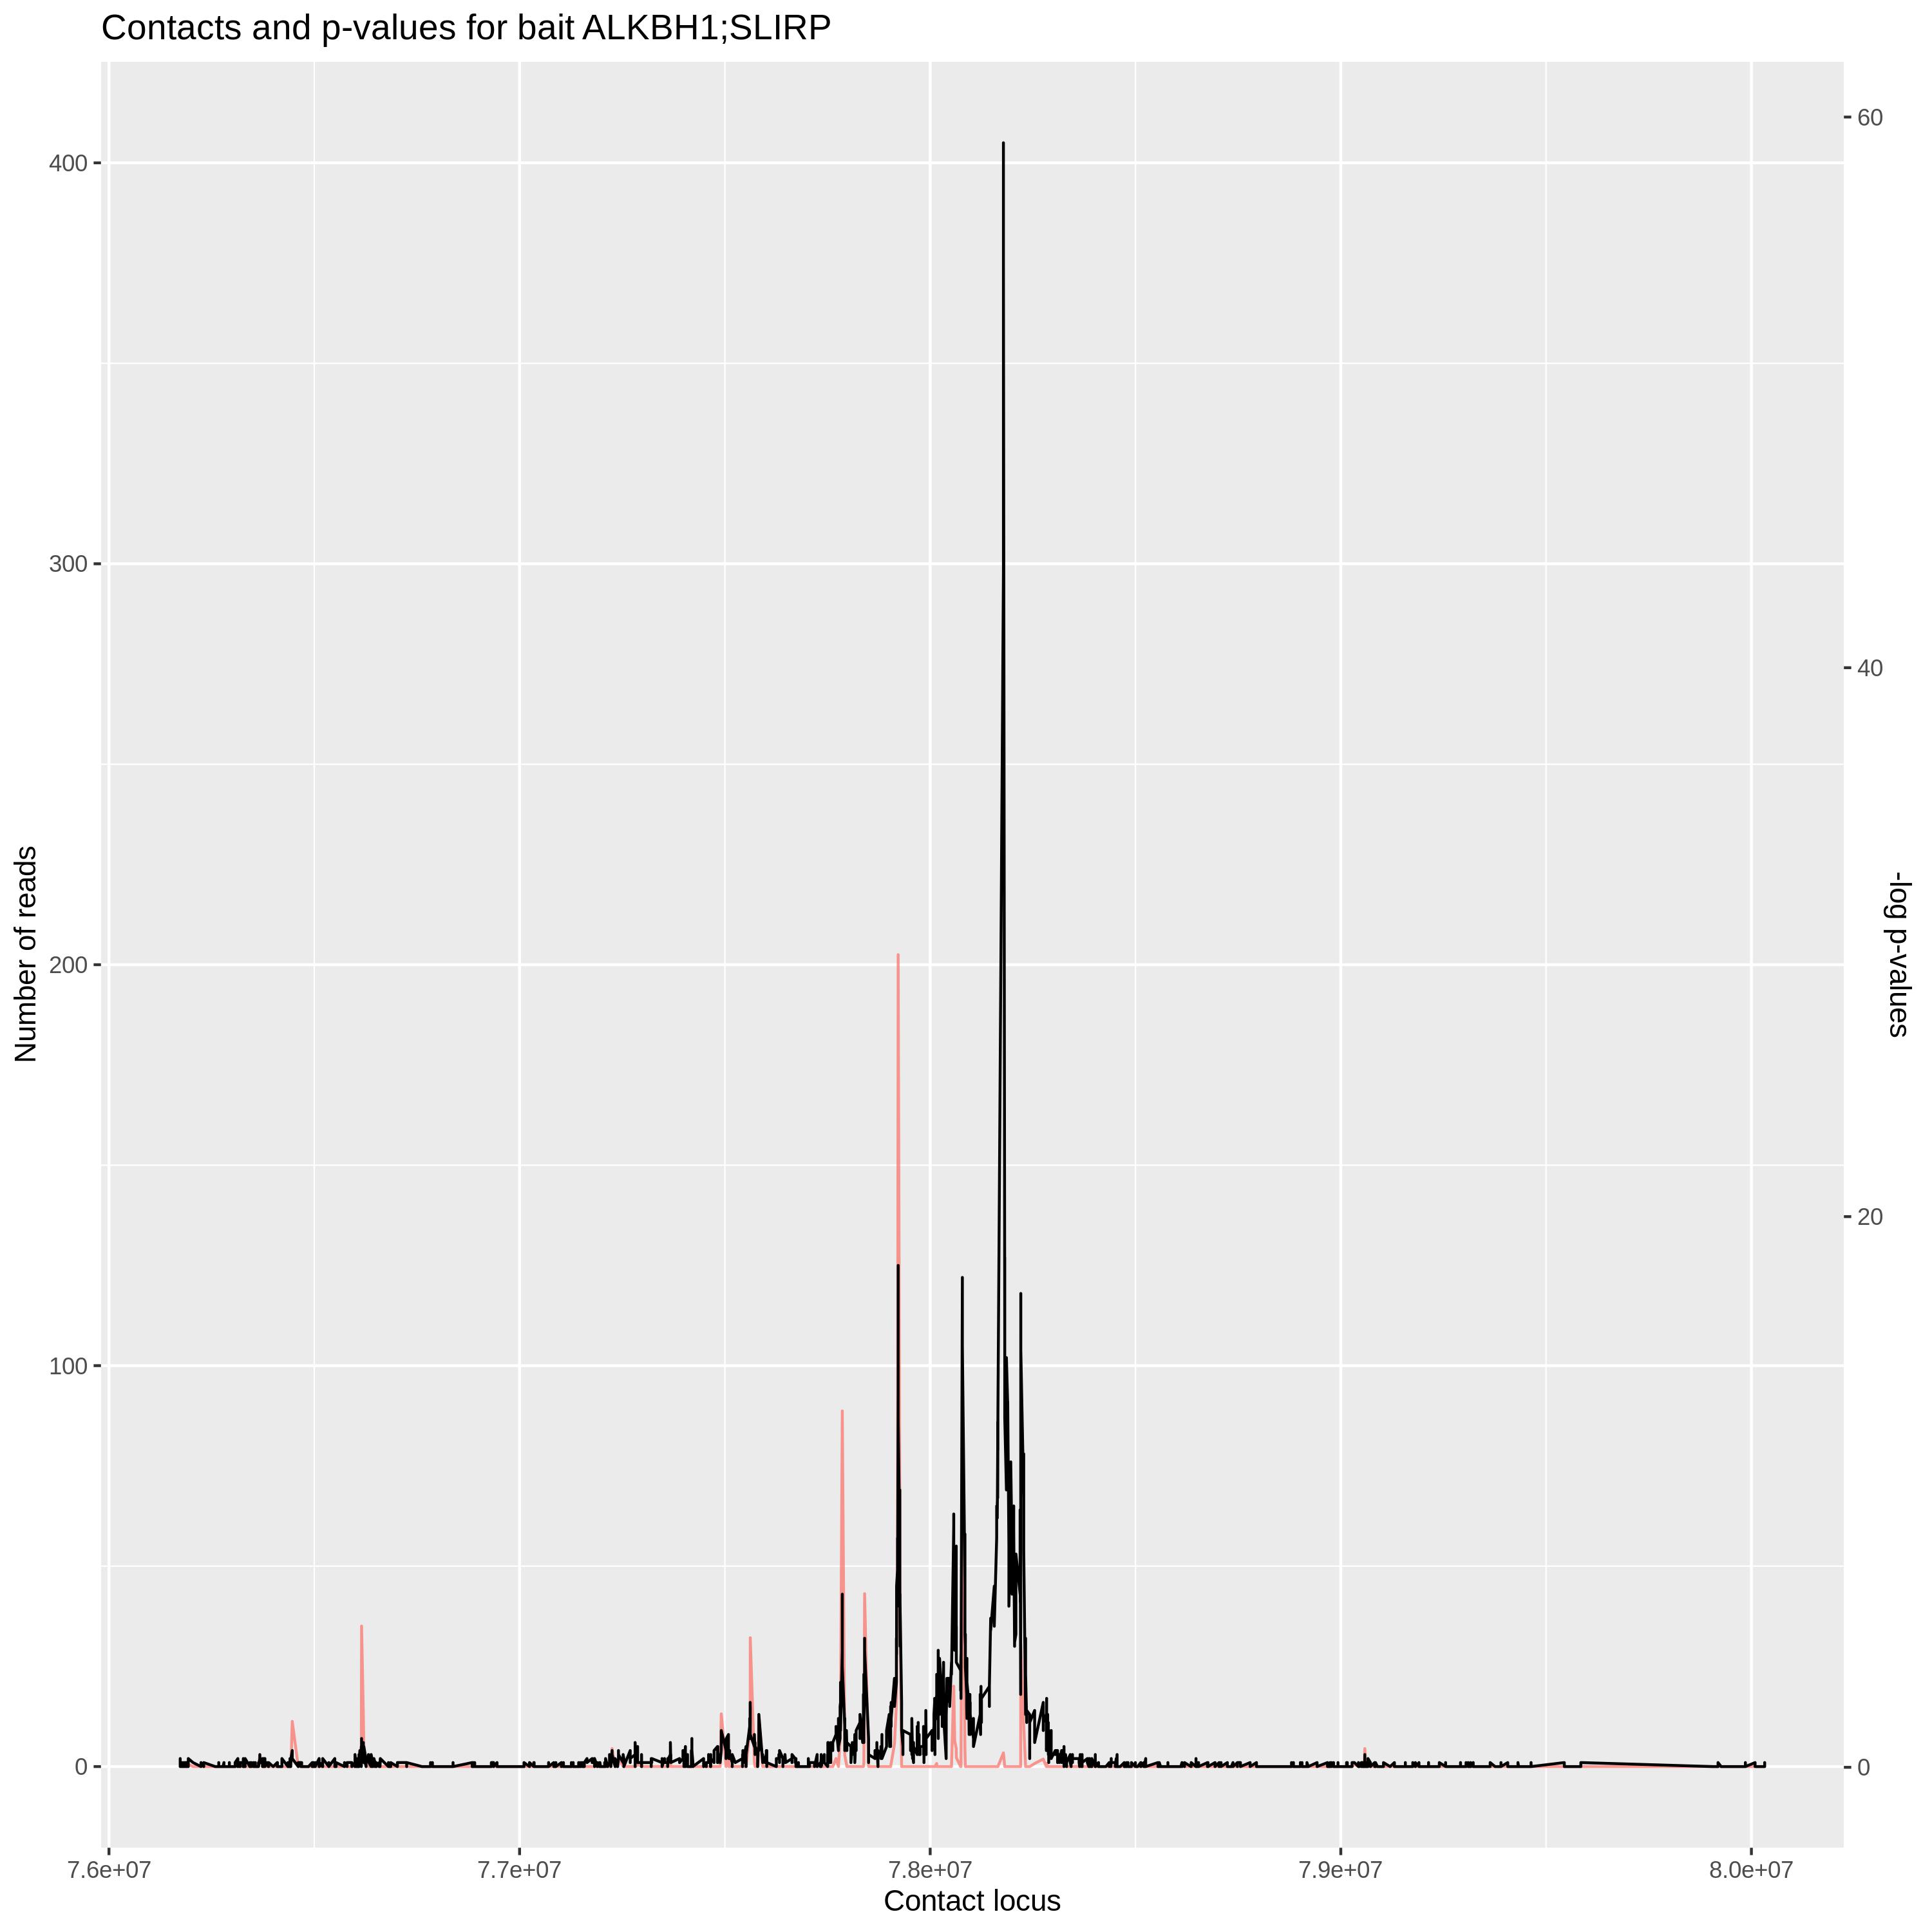 Contacts and p-values for bait ALKBH1;SLIRP
400
300
200
100
0
Number of reads
60
40
20
0
-log p-values
7.6e+07
7.7e+07
7.8e+07
7.9e+07
8.0e+07
Contact locus